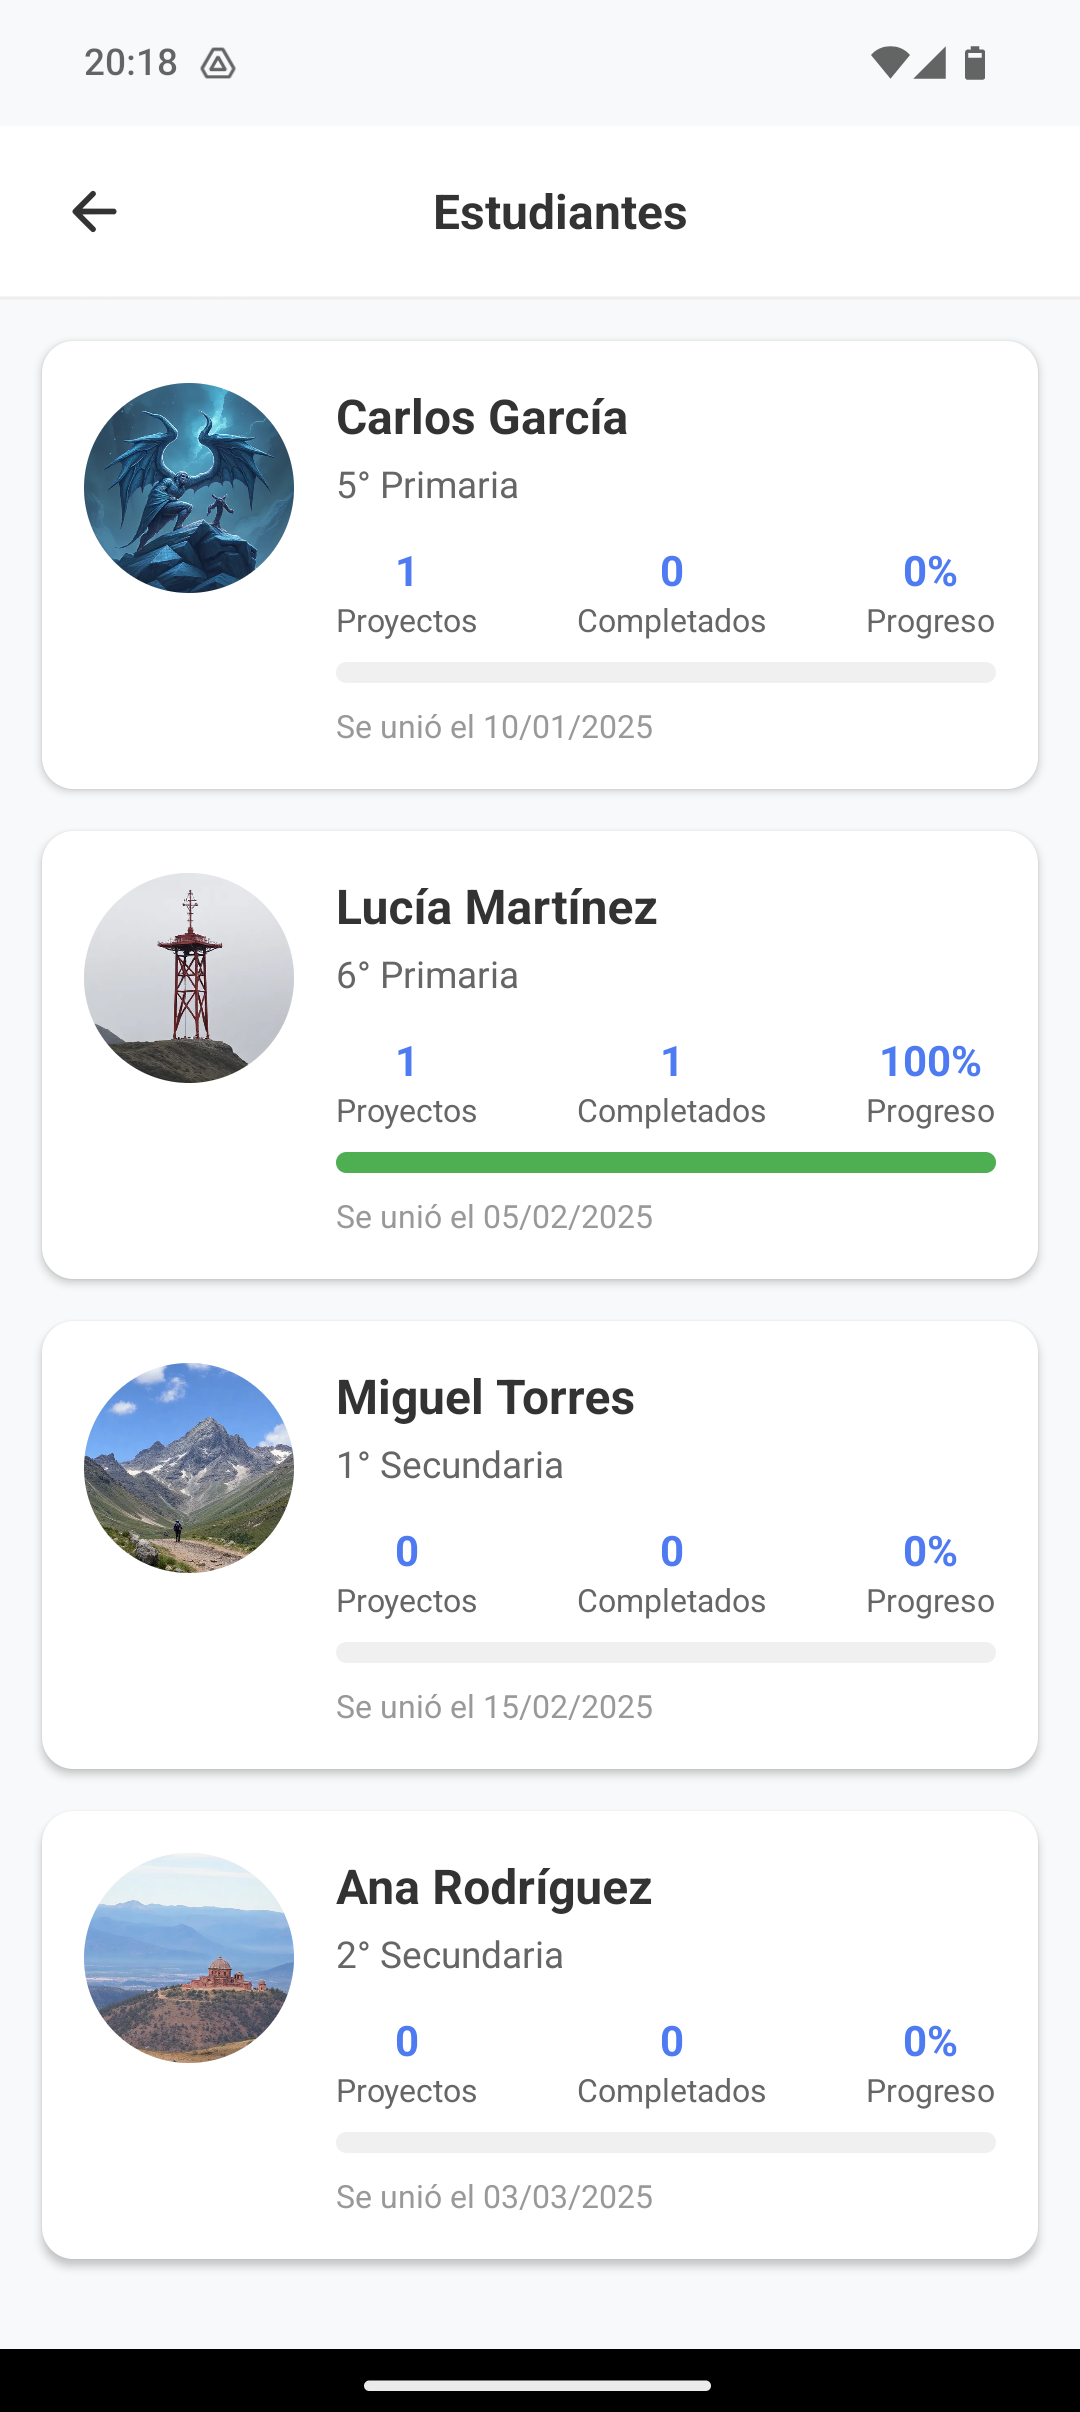 20:18
Estudiantes
Carlos García
5° Primaria
1 0 0%
Proyectos Completados Progreso
Se unió el 10/01/2025
Lucía Martínez
6° Primaria
1 1 100%
Proyectos Completados Progreso
Se unió el 05/02/2025
Miguel Torres
1° Secundaria
0 0 0%
Proyectos Completados Progreso
Se unió el 15/02/2025
Ana Rodríguez
2° Secundaria
0 0 0%
Proyectos Completados Progreso
Se unió el 03/03/2025